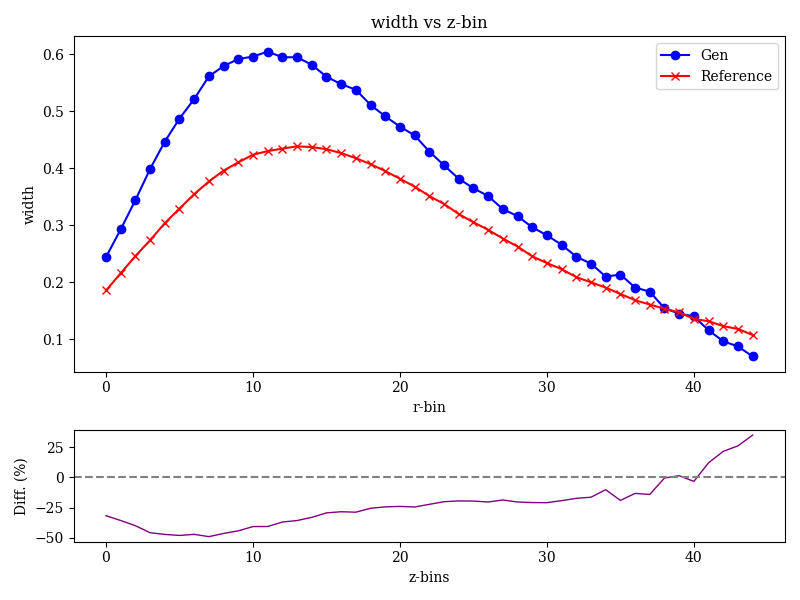 width vs z-bin
Gen
Reference
width
0.6
0.5
0.4
0.3
0.2
0.1
0 10 20 30 40
r-bin
Diff. (%)
25
0
−25
−50
0 10 20 30 40
z-bins